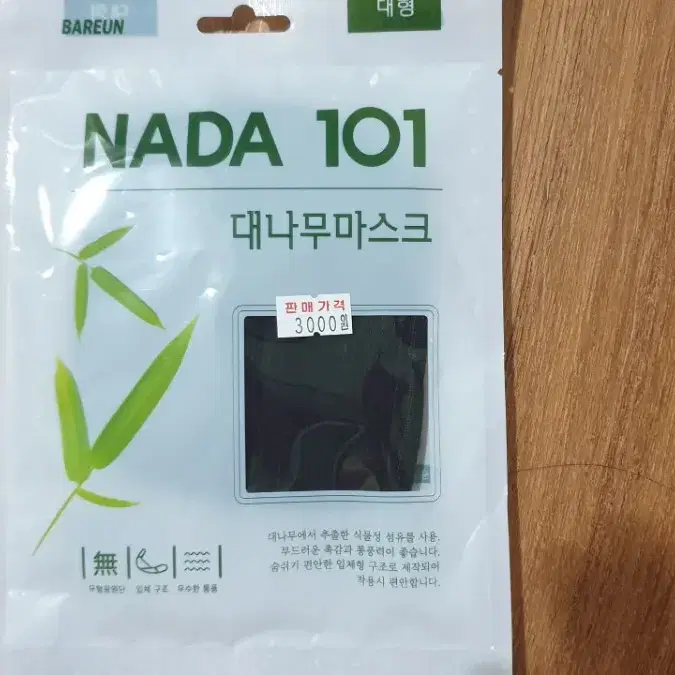 BAREUN
대형
NADA 101
대나무마스크
판매가격
3000원
대나무에서 추출한 식물성 섬유를 사용.
부드러운 촉감과 통풍력이 좋습니다.
숨쉬기 편안한 입체형 구조로 제작되어
착용시 편안합니다.
無
입체 구조
우수한 통풍